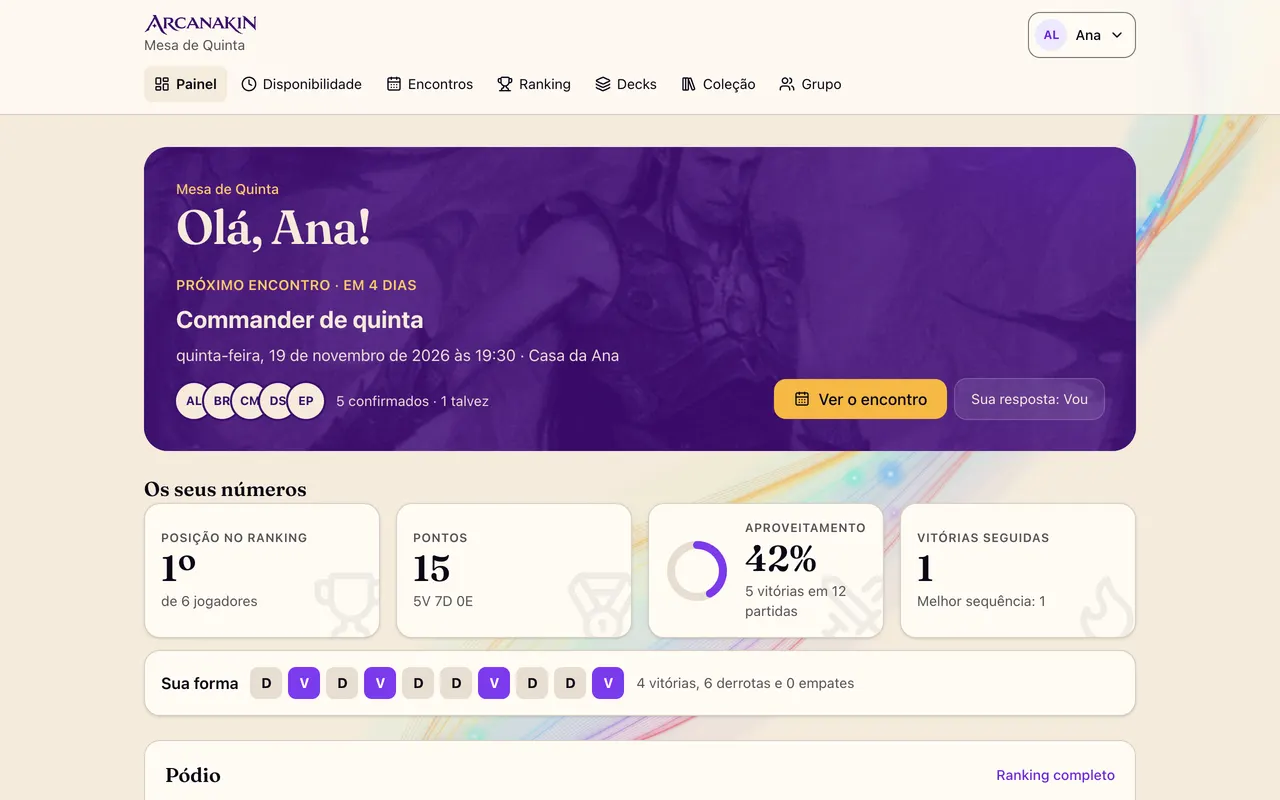 ARCANAKIN
Mesa de Quinta
AL Ana
Painel Disponibilidade Encontros Ranking Decks Coleção Grupo
Mesa de Quinta
Olá, Ana!
PRÓXIMO ENCONTRO · EM 4 DIAS
Commander de quinta
quinta-feira, 19 de novembro de 2026 às 19:30 · Casa da Ana
AL BR CM DS EP 5 confirmados · 1 talvez
Ver o encontro
Sua resposta: Vou
Os seus números
POSIÇÃO NO RANKING
1º
de 6 jogadores
PONTOS
15
5V 7D 0E
APROVEITAMENTO
42%
5 vitórias em 12
partidas
VITÓRIAS SEGUIDAS
1
Melhor sequência: 1
Sua forma D V D V D D V D D V 4 vitórias, 6 derrotas e 0 empates
Pódio
Ranking completo